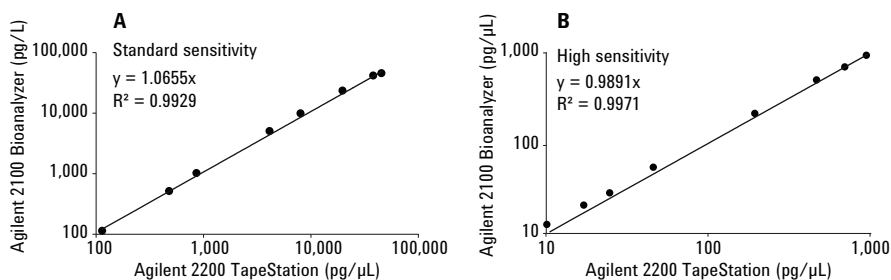 A
Agilent 2100 Bioanalyzer (pg/L)
100,000
10,000
1,000
100
Standard sensitivity
y = 1.0655x
R² = 0.9929
100
1,000
10,000
100,000
Agilent 2200 TapeStation (pg/µL)
B
Agilent 2100 Bioanalyzer (pg/µL)
1,000
100
10
High sensitivity
y = 0.9891x
R² = 0.9971
10
100
1,000
Agilent 2200 TapeStation (pg/µL)